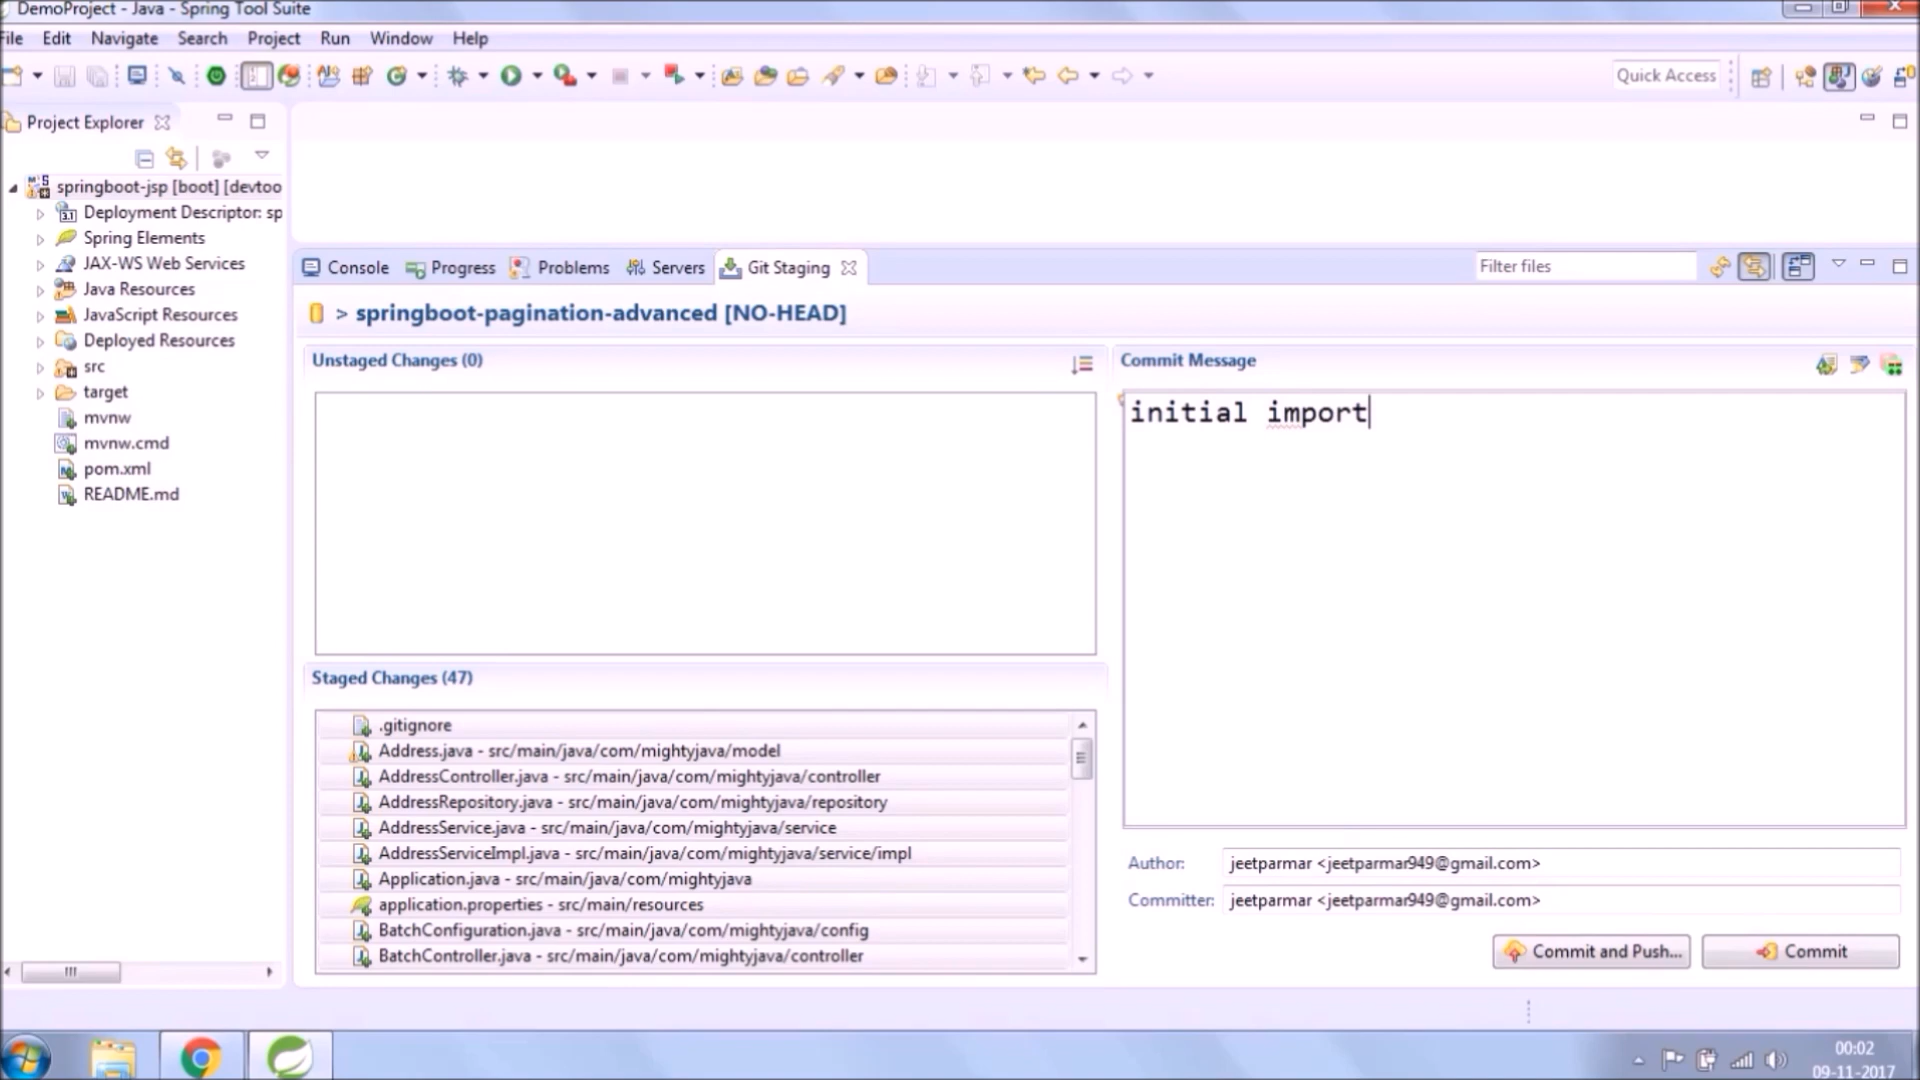 DemoProject - Java - Spring Tool Suite
File Edit Navigate Search Project Run Window Help
Quick Access
Project Explorer
springboot-jsp [boot] [devtoo
Deployment Descriptor: sp
Spring Elements
JAX-WS Web Services
Java Resources
JavaScript Resources
Deployed Resources
src
target
mvnw
mvnw.cmd
pom.xml
README.md
Console Progress Problems Servers Git Staging
Filter files
> springboot-pagination-advanced [NO-HEAD]
Unstaged Changes (0)
Staged Changes (47)
.gitignore
Address.java - src/main/java/com/mightyjava/model
AddressController.java - src/main/java/com/mightyjava/controller
AddressRepository.java - src/main/java/com/mightyjava/repository
AddressService.java - src/main/java/com/mightyjava/service
AddressServiceImpl.java - src/main/java/com/mightyjava/service/impl
Application.java - src/main/java/com/mightyjava
application.properties - src/main/resources
BatchConfiguration.java - src/main/java/com/mightyjava/config
BatchController.java - src/main/java/com/mightyjava/controller
Commit Message
initial import
Author: jeetparmar <jeetparmar949@gmail.com>
Committer: jeetparmar <jeetparmar949@gmail.com>
Commit and Push... Commit
00:02
09-11-2017